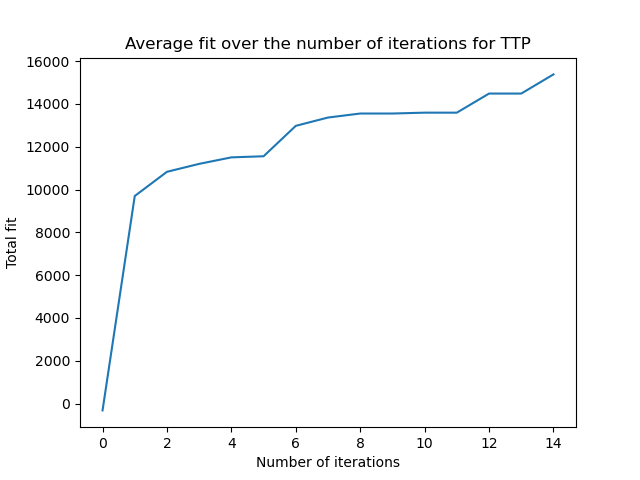 Average fit over the number of iterations for TTP
16000
14000
12000
10000
8000
6000
4000
2000
0
Total fit
0 2 4 6 8 10 12 14
Number of iterations